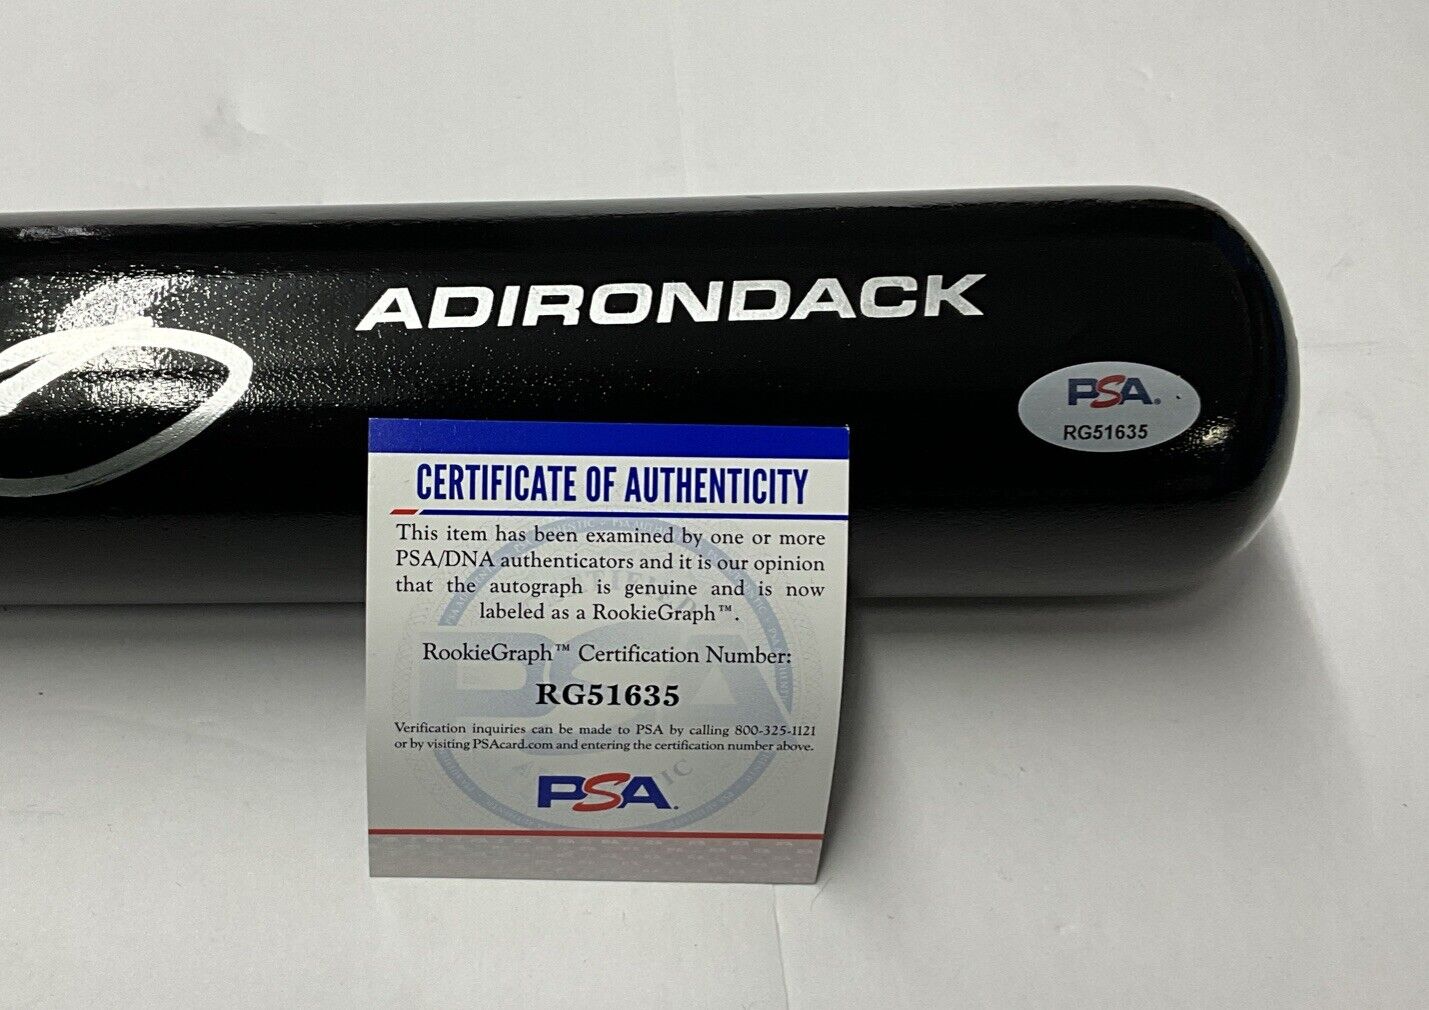 ADIRONDACK
PSA.
RG51635
CERTIFICATE OF AUTHENTICITY
This item has been examined by one or more
PSA/DNA authenticators and it is our opinion
that the autograph is genuine and is now
labeled as a RookieGraph™.
RookieGraph™ Certification Number:
RG51635
Verification inquiries can be made to PSA by calling 800-325-1121
or by visiting PSAcard.com and entering the certification number above.
PSA.